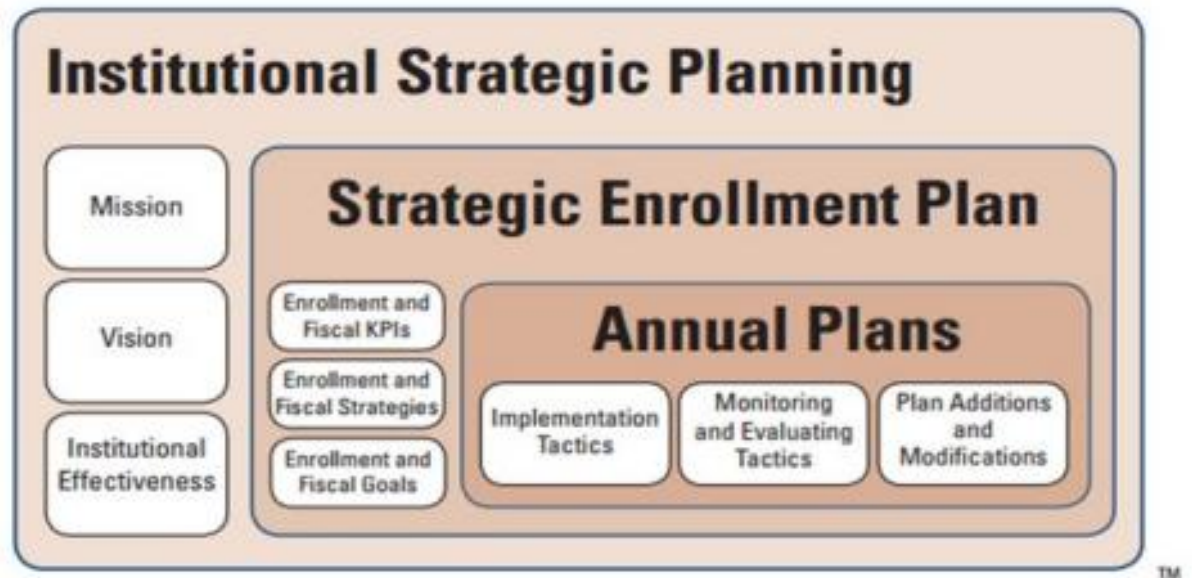 Institutional Strategic Planning
Mission
Vision
Institutional
Effectiveness
Strategic Enrollment Plan
Enrollment and
Fiscal KPIs
Enrollment and
Fiscal Strategies
Enrollment and
Fiscal Goals
Annual Plans
Implementation
Tactics
Monitoring
and Evaluating
Tactics
Plan Additions
and
Modifications
TM